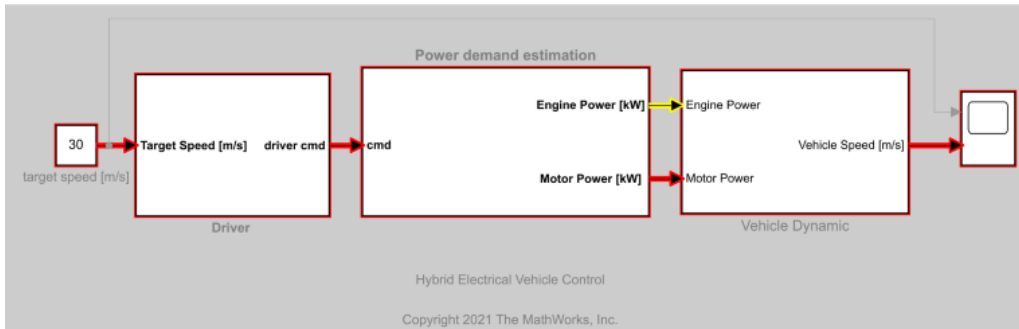 Power demand estimation
Engine Power [kW]
Engine Power
30
Target Speed [m/s]
driver cmd
cmd
Vehicle Speed [m/s]
target speed [m/s]
Motor Power [kW]
Motor Power
Driver
Vehicle Dynamic
Hybrid Electrical Vehicle Control
Copyright 2021 The MathWorks, Inc.